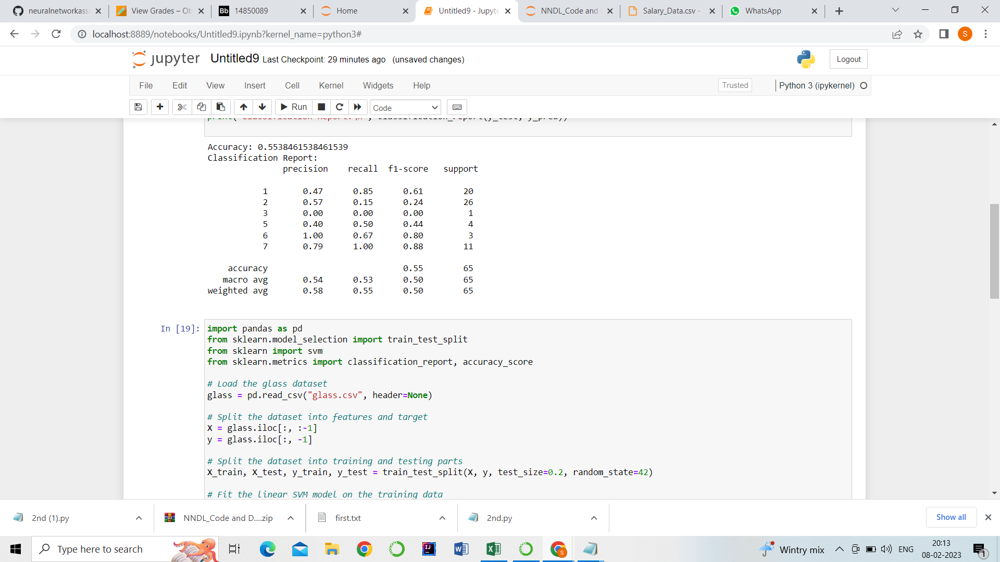 neuralnetworkass
View Grades – Ob
Bb 14850089
Home
Untitled9 - Jupyte
NNDL_Code and
Salary_Data.csv -
WhatsApp
localhost:8889/notebooks/Untitled9.ipynb?kernel_name=python3#
S
jupyter Untitled9 Last Checkpoint: 29 minutes ago (unsaved changes)
Logout
File Edit View Insert Cell Kernel Widgets Help
Trusted
Python 3 (ipykernel)
Run
Code
print("Classification Report:\n", classification_report(y_test, y_pred))
Accuracy: 0.5538461538461539
Classification Report:
precision recall f1-score support
1 0.47 0.85 0.61 20
2 0.57 0.15 0.24 26
3 0.00 0.00 0.00 1
5 0.40 0.50 0.44 4
6 1.00 0.67 0.80 3
7 0.79 1.00 0.88 11
accuracy 0.55 65
macro avg 0.54 0.53 0.50 65
weighted avg 0.58 0.55 0.50 65
In [19]:
import pandas as pd
from sklearn.model_selection import train_test_split
from sklearn import svm
from sklearn.metrics import classification_report, accuracy_score
# Load the glass dataset
glass = pd.read_csv("glass.csv", header=None)
# Split the dataset into features and target
X = glass.iloc[:, :-1]
y = glass.iloc[:, -1]
# Split the dataset into training and testing parts
X_train, X_test, y_train, y_test = train_test_split(X, y, test_size=0.2, random_state=42)
# Fit the linear SVM model on the training data
2nd (1).py
NNDL_Code and D....zip
first.txt
2nd.py
Show all
Type here to search
Wintry mix
ENG
20:13
08-02-2023
1